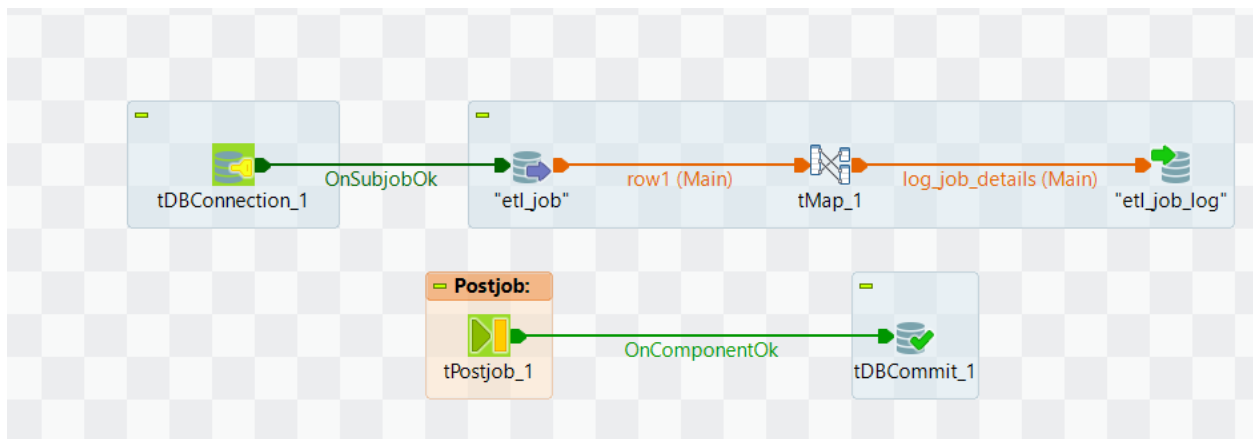 OnSubjobOk
row1 (Main)
log_job_details (Main)
tDBConnection_1
"etl_job"
tMap_1
"etl_job_log"
Postjob:
OnComponentOk
tPostjob_1
tDBCommit_1